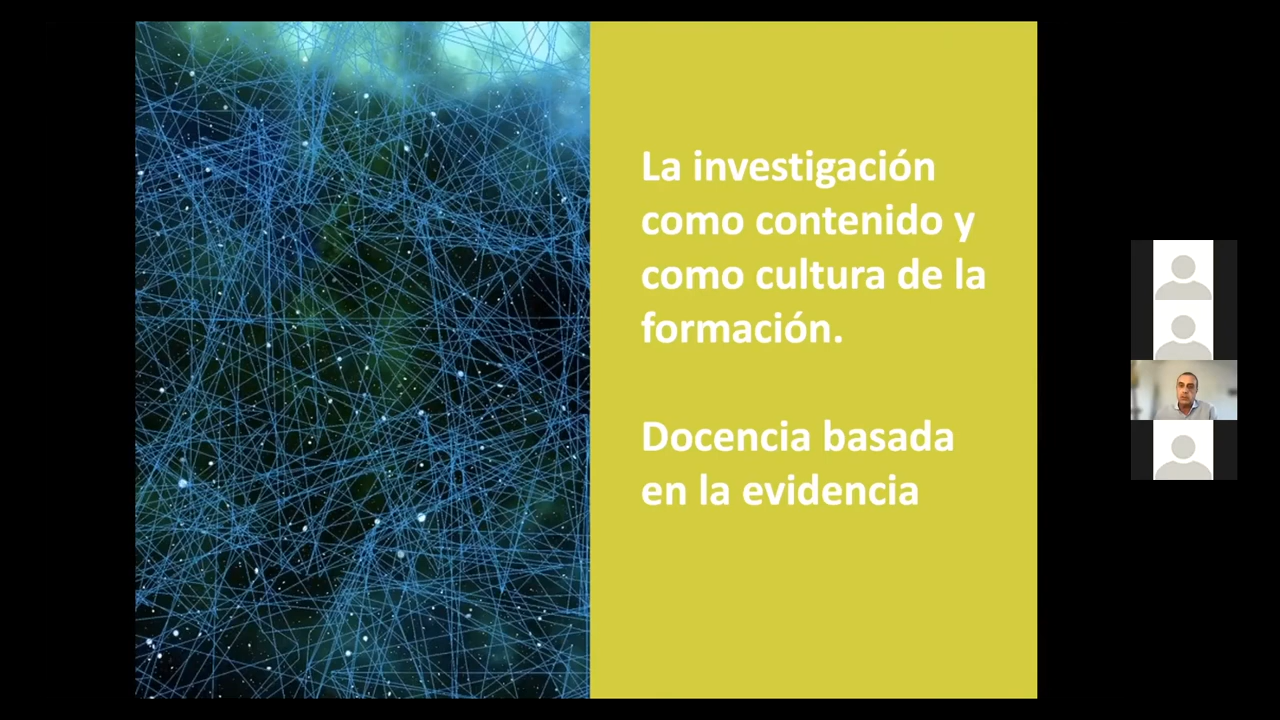 La investigación
como contenido y
como cultura de la
formación.
Docencia basada
en la evidencia